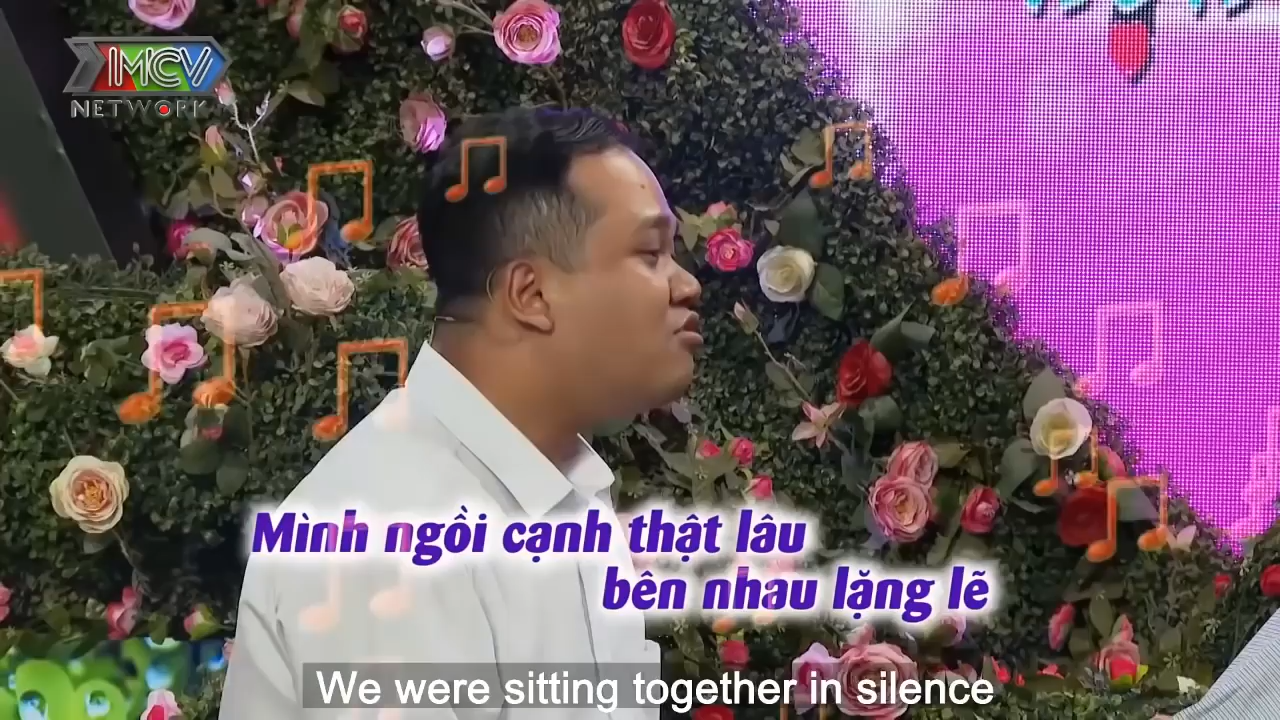 MCV
NETWORK
Mình ngồi cạnh thật lâu
bên nhau lặng lẽ
We were sitting together in silence